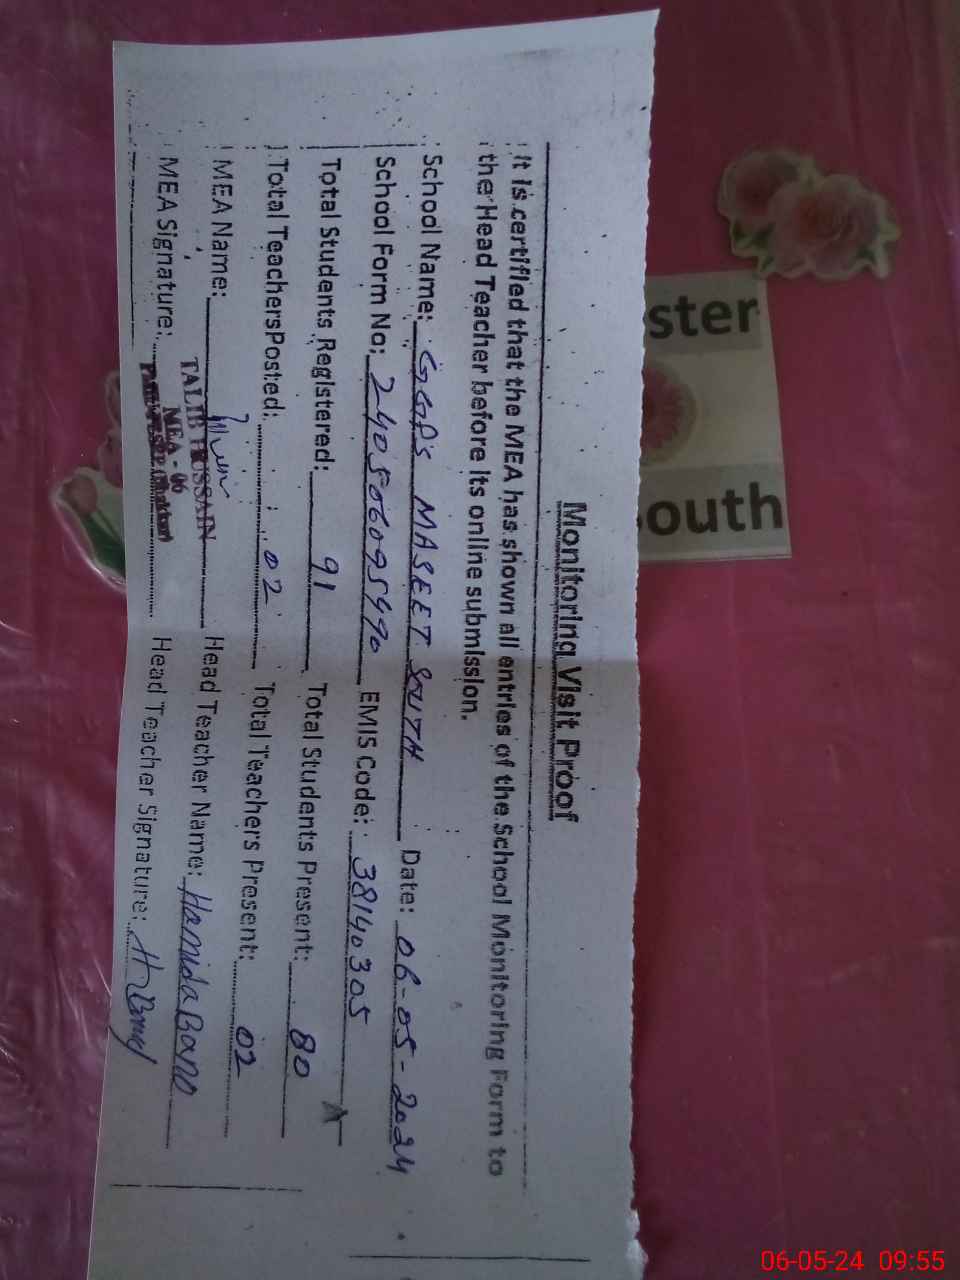 Monitoring Visit Proof
It is certified that the MEA has shown all entries of the School Monitoring Form to
the Head Teacher before its online submission.
School Name: GGPS MASEET SOUTH Date: 06-05-2024
School Form No: EMIS Code: 38140305
Total Students Registered: 91 Total Students Present: 80
Total TeachersPosted: 02 Total Teachers Present: 02
MEA Name: TALIB HUSSAIN Head Teacher Name: Hamida Bano
MEA - 06
MEA Signature: Head Teacher Signature: H Bano
ster
outh
06-05-24 09:55